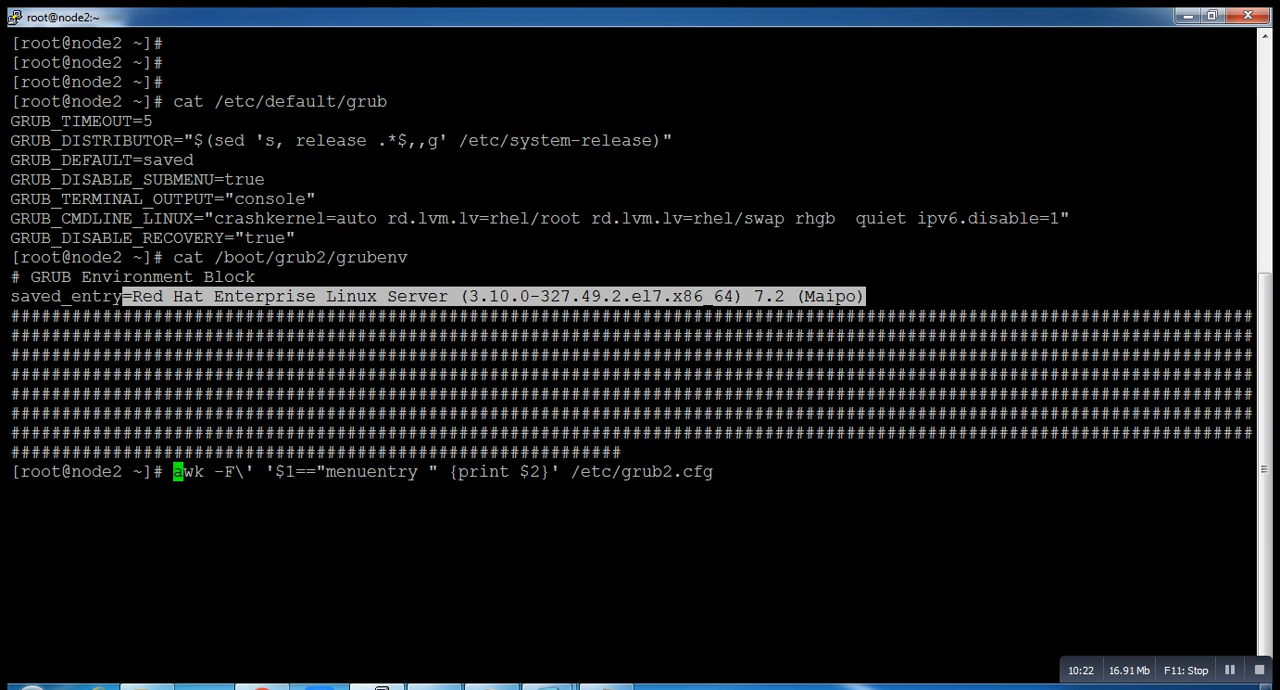 root@node2:~
[root@node2 ~]#
[root@node2 ~]#
[root@node2 ~]#
[root@node2 ~]# cat /etc/default/grub
GRUB_TIMEOUT=5
GRUB_DISTRIBUTOR="$(sed 's, release .*$,,g' /etc/system-release)"
GRUB_DEFAULT=saved
GRUB_DISABLE_SUBMENU=true
GRUB_TERMINAL_OUTPUT="console"
GRUB_CMDLINE_LINUX="crashkernel=auto rd.lvm.lv=rhel/root rd.lvm.lv=rhel/swap rhgb  quiet ipv6.disable=1"
GRUB_DISABLE_RECOVERY="true"
[root@node2 ~]# cat /boot/grub2/grubenv
# GRUB Environment Block
saved_entry=Red Hat Enterprise Linux Server (3.10.0-327.49.2.el7.x86_64) 7.2 (Maipo)
##########################################################################################################################
##########################################################################################################################
##########################################################################################################################
##########################################################################################################################
##########################################################################################################################
##########################################################################################################################
##########################################################################################################################
############################################################
[root@node2 ~]# awk -F\' '$1=="menuentry " {print $2}' /etc/grub2.cfg
10:22 16.91 Mb F11: Stop